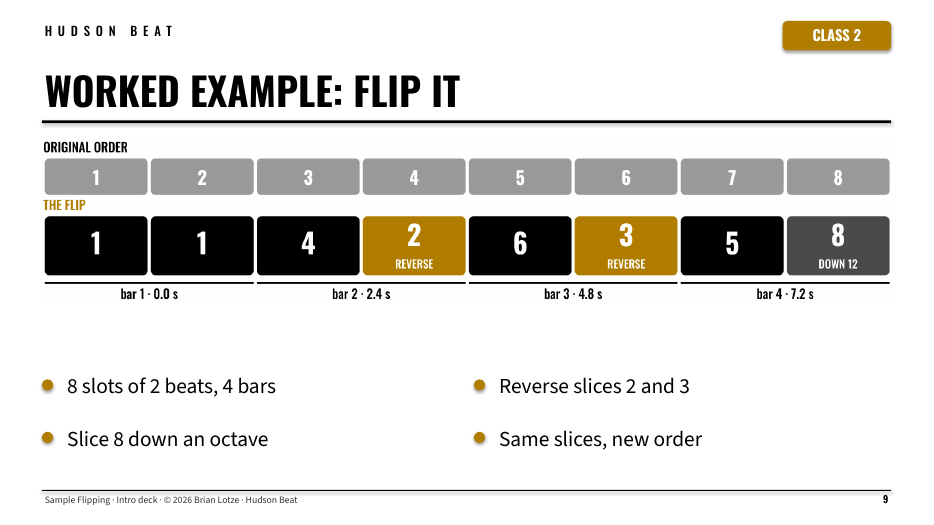 HUDSON BEAT
CLASS 2
WORKED EXAMPLE: FLIP IT
ORIGINAL ORDER
1 2 3 4 5 6 7 8
THE FLIP
1 1 4 2 6 3 5 8
REVERSE REVERSE DOWN 12
bar 1 · 0.0 s bar 2 · 2.4 s bar 3 · 4.8 s bar 4 · 7.2 s
8 slots of 2 beats, 4 bars
Slice 8 down an octave
Reverse slices 2 and 3
Same slices, new order
Sample Flipping · Intro deck · © 2026 Brian Lotze · Hudson Beat
9